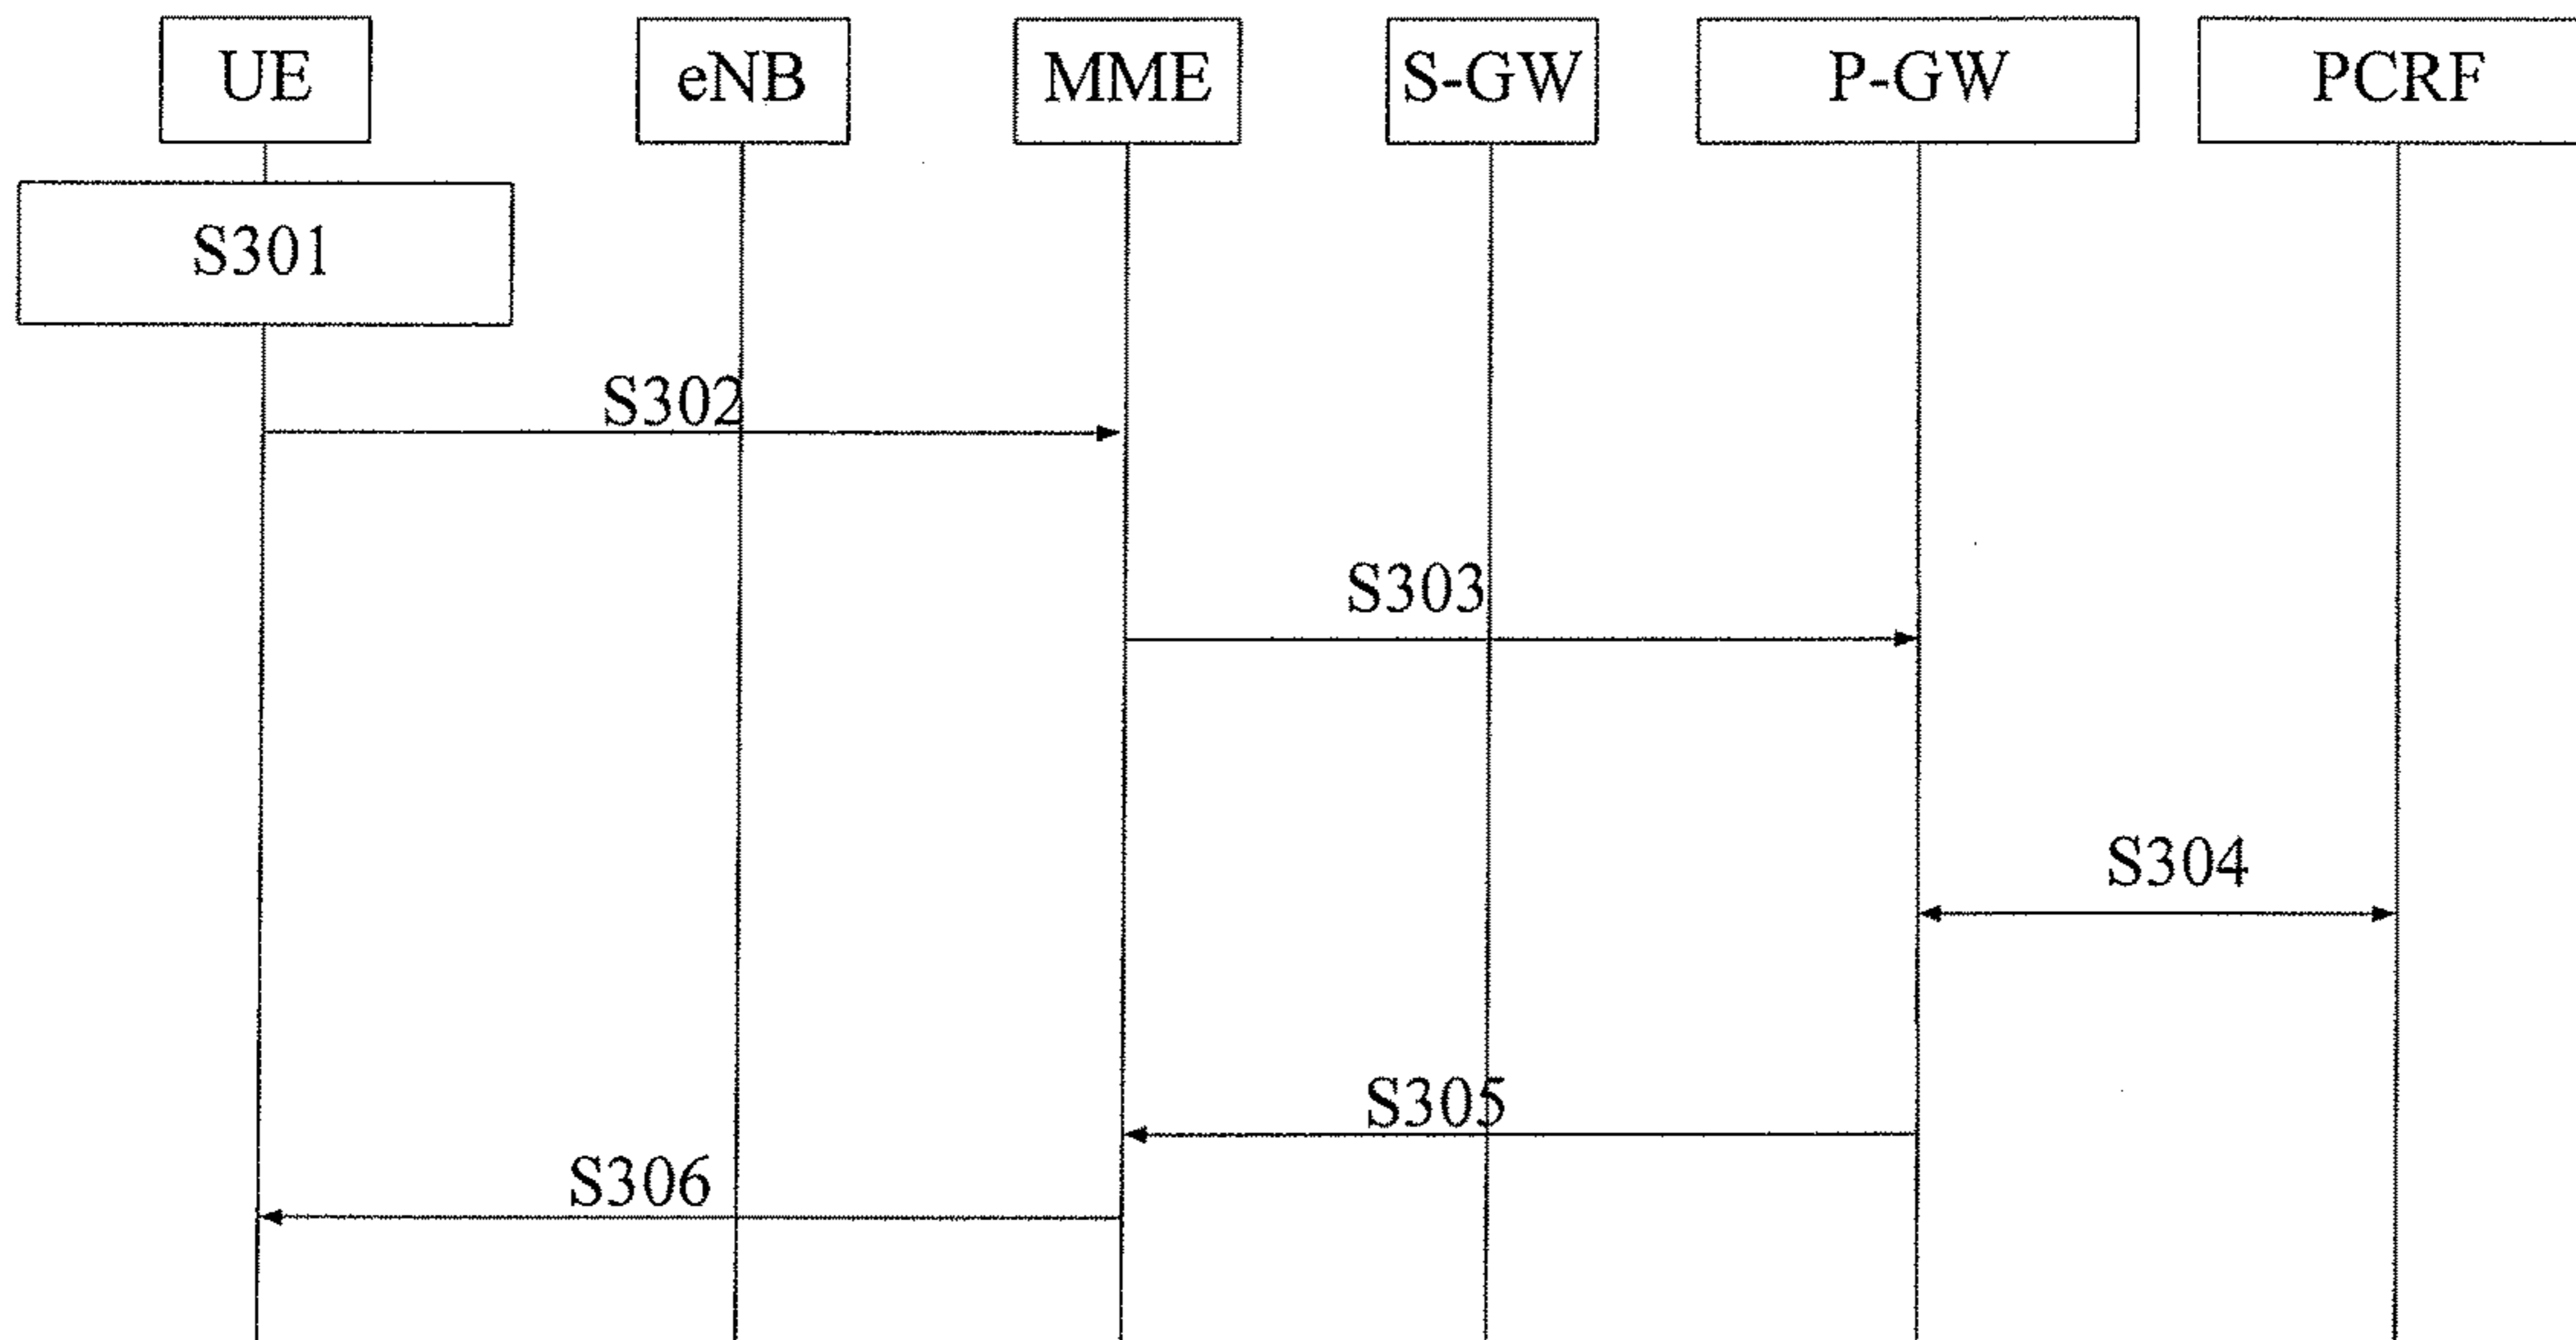 UE eNB MME S-GW P-GW PCRF
S301
S302
S303
S304
S305
S306